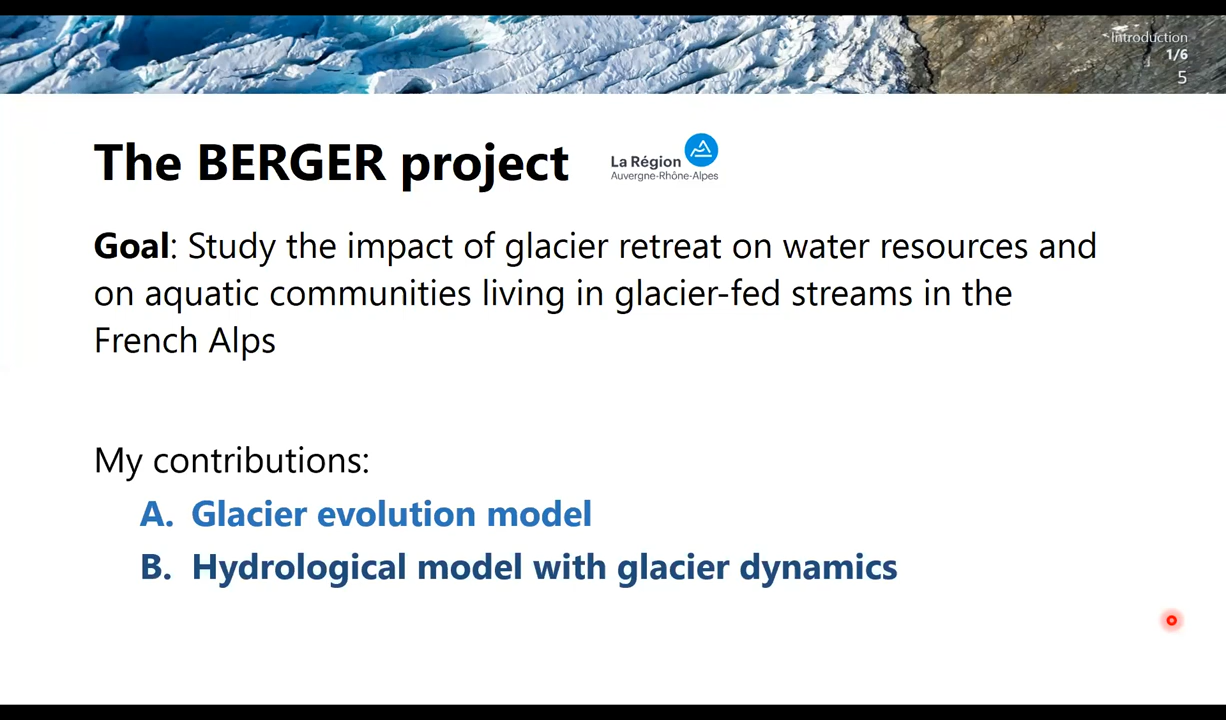 Introduction
1/6
5
The BERGER project
La Région
Auvergne-Rhône-Alpes
Goal: Study the impact of glacier retreat on water resources and
on aquatic communities living in glacier-fed streams in the
French Alps
My contributions:
A. Glacier evolution model
B. Hydrological model with glacier dynamics